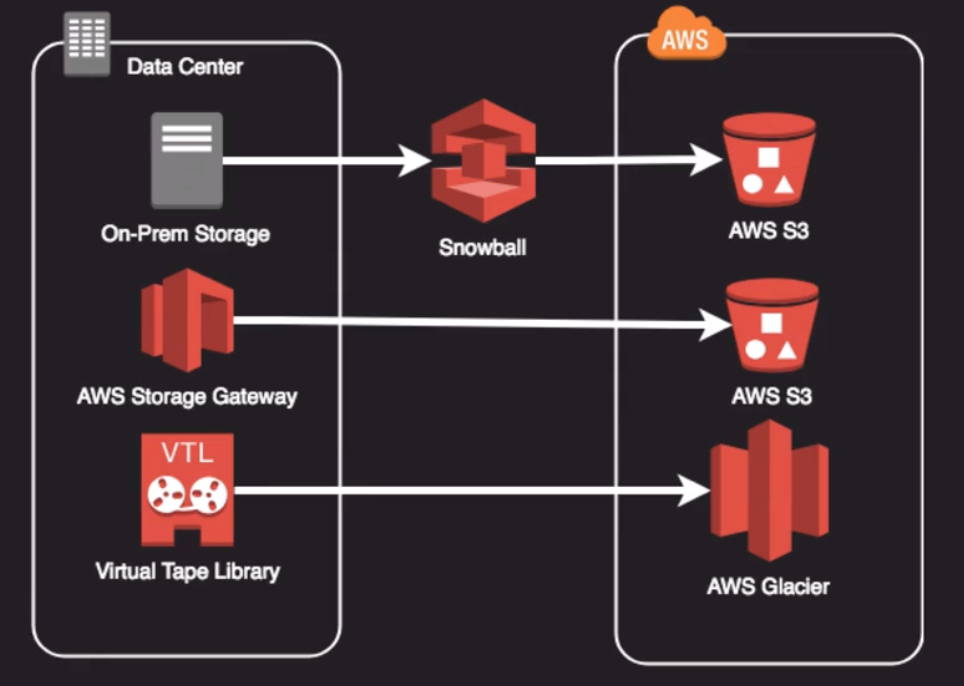 Data Center
AWS
On-Prem Storage
Snowball
AWS S3
AWS Storage Gateway
AWS S3
VTL
Virtual Tape Library
AWS Glacier